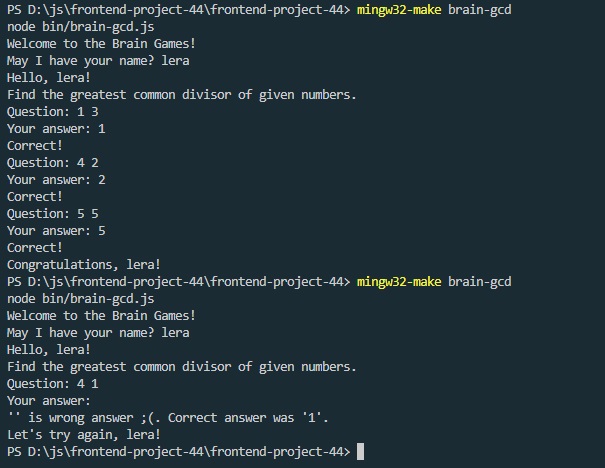 PS D:\js\frontend-project-44\frontend-project-44> mingw32-make brain-gcd
node bin/brain-gcd.js
Welcome to the Brain Games!
May I have your name? lera
Hello, lera!
Find the greatest common divisor of given numbers.
Question: 1 3
Your answer: 1
Correct!
Question: 4 2
Your answer: 2
Correct!
Question: 5 5
Your answer: 5
Correct!
Congratulations, lera!
PS D:\js\frontend-project-44\frontend-project-44> mingw32-make brain-gcd
node bin/brain-gcd.js
Welcome to the Brain Games!
May I have your name? lera
Hello, lera!
Find the greatest common divisor of given numbers.
Question: 4 1
Your answer:
'' is wrong answer ;(. Correct answer was '1'.
Let's try again, lera!
PS D:\js\frontend-project-44\frontend-project-44>